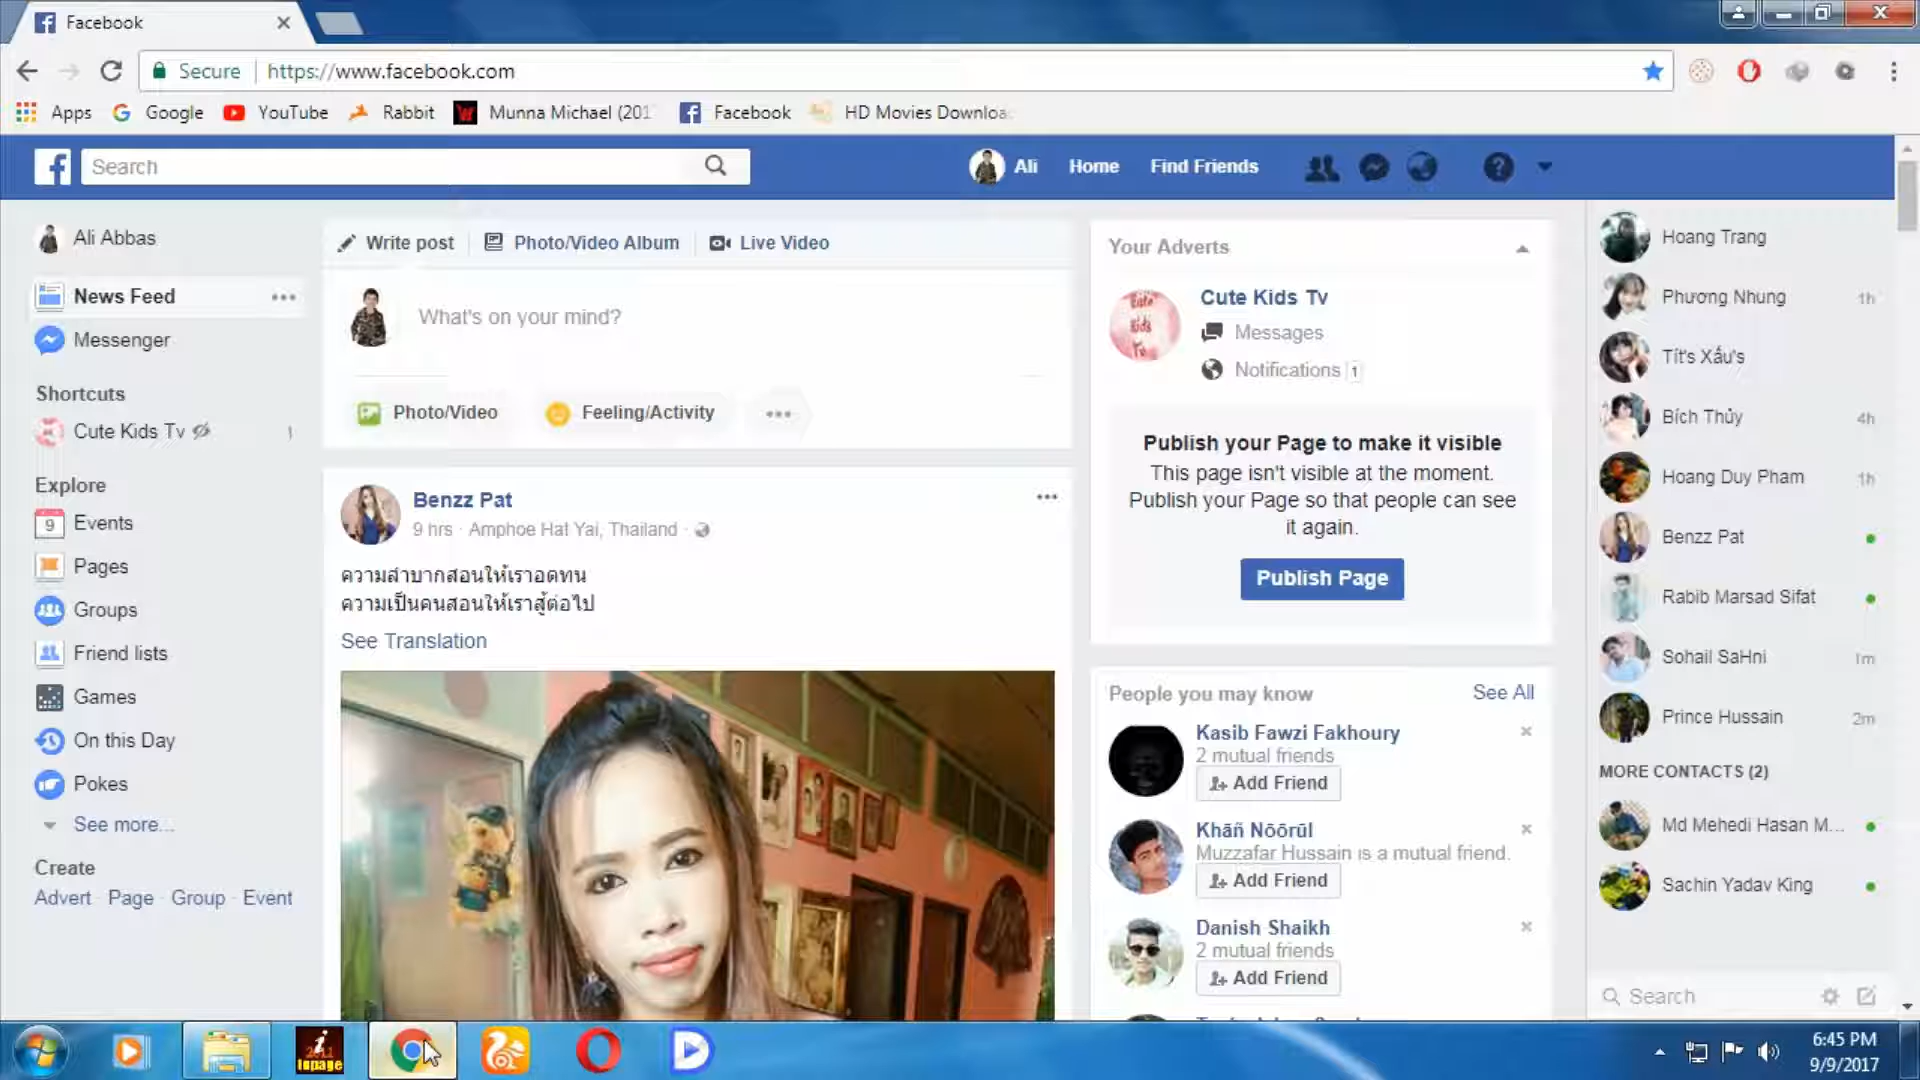 Facebook
Secure
https://www.facebook.com
Apps
Google
YouTube
Rabbit
Munna Michael (201
Facebook
HD Movies Downloa
Search
Ali
Home
Find Friends
Ali Abbas
News Feed
Messenger
Shortcuts
Cute Kids Tv
1
Explore
9
Events
Pages
Groups
Friend lists
Games
On this Day
Pokes
See more...
Create
Advert · Page · Group · Event
Write post
Photo/Video Album
Live Video
What's on your mind?
Photo/Video
Feeling/Activity
Benzz Pat
9 hrs · Amphoe Hat Yai, Thailand ·
ความลำบากสอนให้เราอดทน
ความเป็นคนสอนให้เราสู้ต่อไป
See Translation
Your Adverts
Cute Kids Tv
Cute Kids Tv
Messages
Notifications 1
Publish your Page to make it visible
This page isn't visible at the moment.
Publish your Page so that people can see
it again.
Publish Page
People you may know
See All
Kasib Fawzi Fakhoury
2 mutual friends
Add Friend
Khāñ Nōōrūl
Muzzafar Hussain is a mutual friend.
Add Friend
Danish Shaikh
2 mutual friends
Add Friend
Hoang Trang
Phương Nhung 1h
Tít's Xấu's
Bích Thủy 4h
Hoang Duy Pham 1h
Benzz Pat
Rabib Marsad Sifat
Sohail SaHni 1m
Prince Hussain 2m
MORE CONTACTS (2)
Md Mehedi Hasan M...
Sachin Yadav King
Search
2011
inpage
6:45 PM
9/9/2017